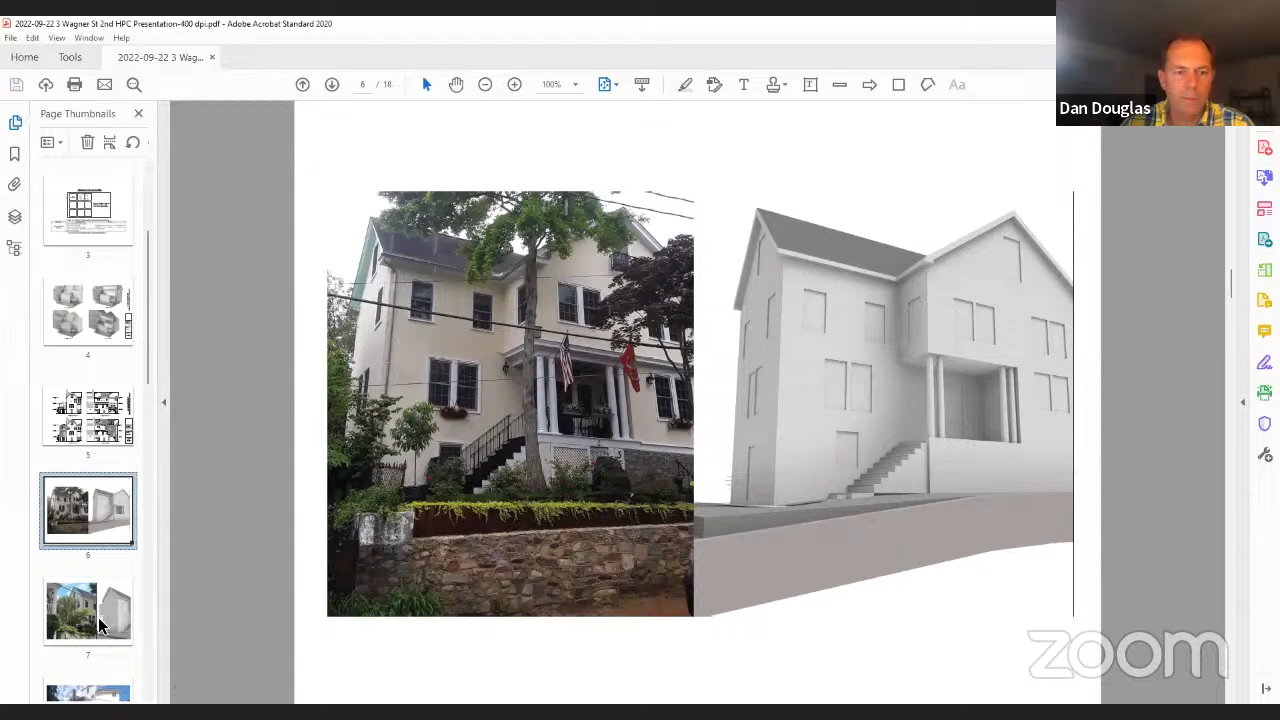 2022-09-22 3 Wagner St 2nd HPC Presentation-400 dpi.pdf - Adobe Acrobat Standard 2020
File Edit View Window Help
Home Tools 2022-09-22 3 Wag... ×
6 / 18 100% T T Aa
Dan Douglas
Page Thumbnails
3
4
5
6
7
zoom